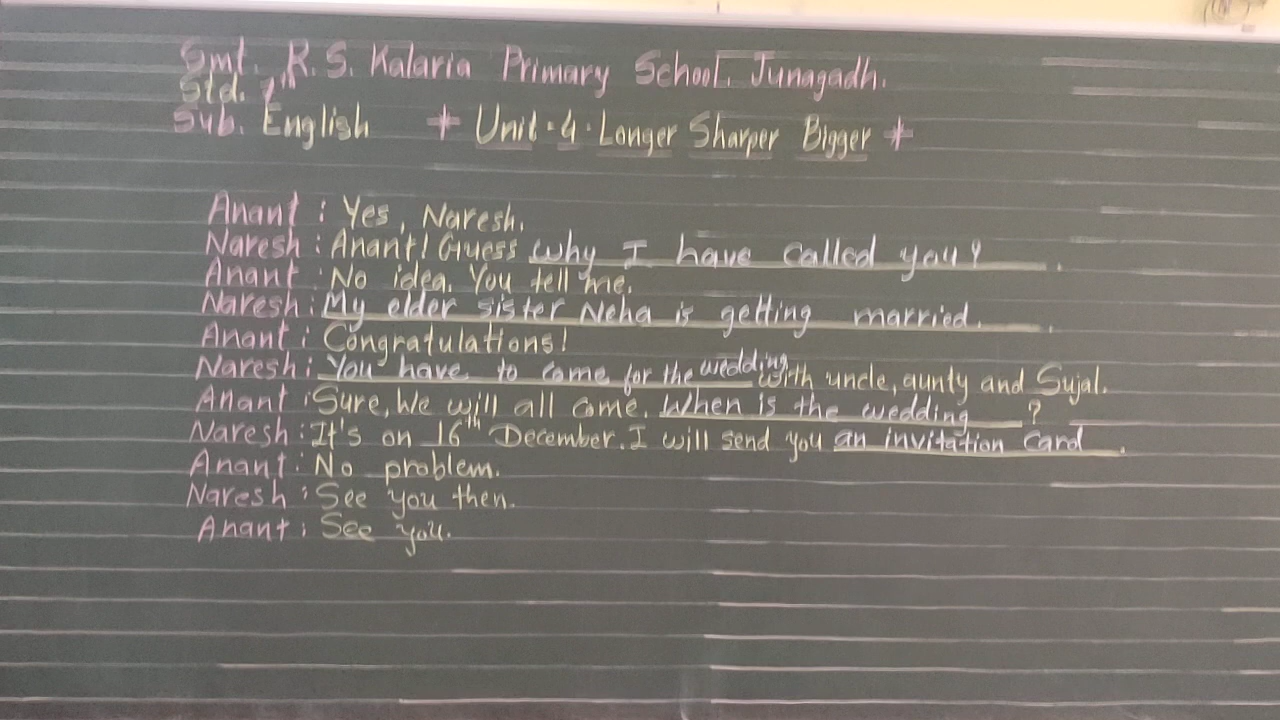 Smt. R. S. Kalaria Primary School, Junagadh.
Std. 7th
Sub. English * Unit-4. Longer Sharper Bigger *
Anant : Yes, Naresh.
Naresh : Anant! Guess why I have called you?.
Anant : No idea. You tell me.
Naresh : My elder sister Neha is getting married. .
Anant : Congratulations!
Naresh : You have to come for the wedding with uncle, aunty and Sujal.
Anant : Sure, We will all come. When is the wedding ?
Naresh : It's on 16th December. I will send you an invitation card .
Anant : No problem.
Naresh : See you then.
Anant : See you.